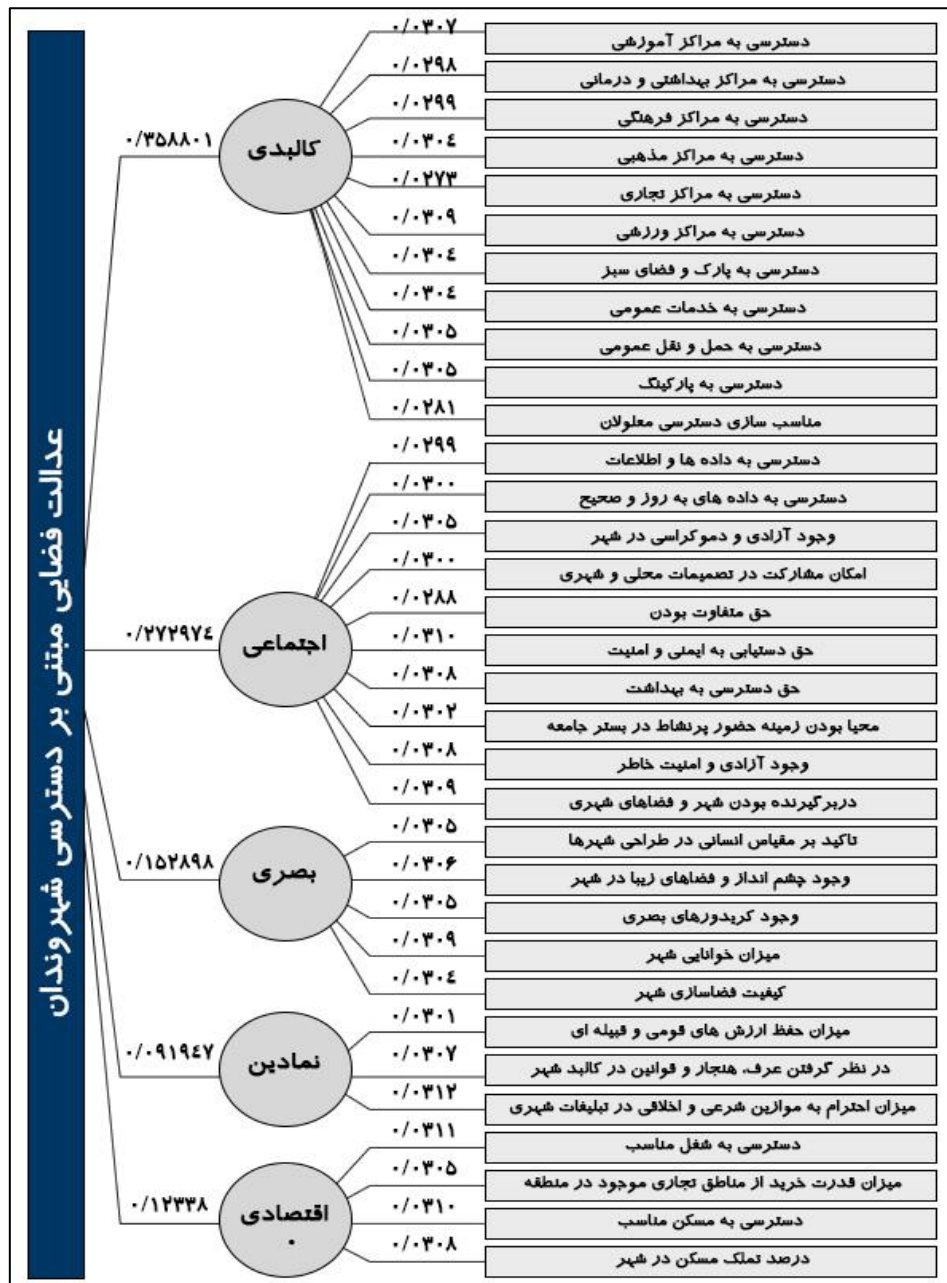 عدالت فضایی مبتنی بر دسترسی شهروندان
۰/۳۵۸۸۰۱
کالبدی
۰/۰۳۰۷
دسترسی به مراکز آموزشی
۰/۰۲۹۸
دسترسی به مراکز بهداشتی و درمانی
۰/۰۲۹۹
دسترسی به مراکز فرهنگی
۰/۰۳۰٤
دسترسی به مراکز مذهبی
۰/۰۲۷۳
دسترسی به مراکز تجاری
۰/۰۳۰۹
دسترسی به مراکز ورزشی
۰/۰۳۰٤
دسترسی به پارک و فضای سبز
۰/۰۳۰٤
دسترسی به خدمات عمومی
۰/۰۳۰۵
دسترسی به حمل و نقل عمومی
۰/۰۳۰۵
دسترسی به پارکینگ
۰/۰۲۸۱
مناسب سازی دسترسی معلولان
۰/۲۷۲۹۷٤
اجتماعی
۰/۰۲۹۹
دسترسی به داده ها و اطلاعات
۰/۰۳۰۰
دسترسی به داده های به روز و صحیح
۰/۰۳۰۵
وجود آزادی و دموکراسی در شهر
۰/۰۳۰۰
امکان مشارکت در تصمیمات محلی و شهری
۰/۰۲۸۸
حق متفاوت بودن
۰/۰۳۱۰
حق دستیابی به ایمنی و امنیت
۰/۰۳۰۸
حق دسترسی به بهداشت
۰/۰۳۰۲
محیا بودن زمینه حضور پرنشاط در بستر جامعه
۰/۰۳۰۸
وجود آزادی و امنیت خاطر
۰/۰۳۰۹
دربرگیرنده بودن شهر و فضاهای شهری
۰/۱۵۲۸۹۸
بصری
۰/۰۳۰۵
تاکید بر مقیاس انسانی در طراحی شهرها
۰/۰۳۰۶
وجود چشم انداز و فضاهای زیبا در شهر
۰/۰۳۰۵
وجود کریدورهای بصری
۰/۰۳۰۹
میزان خوانایی شهر
۰/۰۳۰٤
کیفیت فضاسازی شهر
۰/۰۹۱۹٤۷
نمادین
۰/۰۳۰۱
میزان حفظ ارزش های قومی و قبیله ای
۰/۰۳۰۷
در نظر گرفتن عرف، هنجار و قوانین در کالبد شهر
۰/۰۳۱۲
میزان احترام به موازین شرعی و اخلاقی در تبلیغات شهری
۰/۱۲۳۳۸
اقتصادی
۰
۰/۰۳۱۱
دسترسی به شغل مناسب
۰/۰۳۰۵
میزان قدرت خرید از مناطق تجاری موجود در منطقه
۰/۰۳۱۰
دسترسی به مسکن مناسب
۰/۰۳۰۸
درصد تملک مسکن در شهر